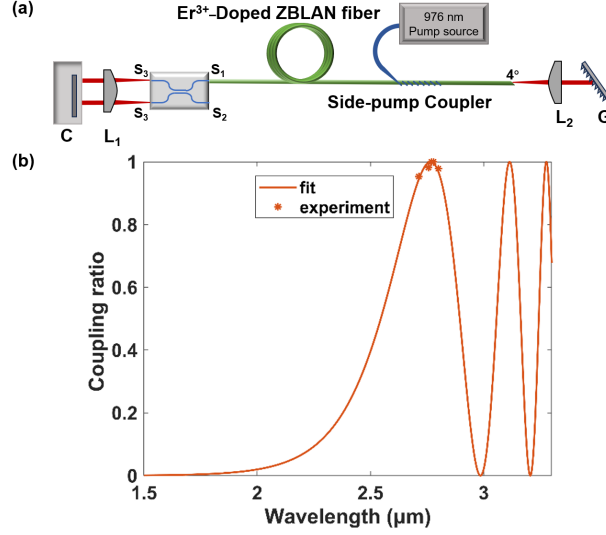 (a)
Er³⁺–Doped ZBLAN fiber
976 nm
Pump source
S₃
S₁
S₃
S₂
C
L₁
Side-pump Coupler
4°
L₂
G
(b)
fit
experiment
Coupling ratio
1
0.8
0.6
0.4
0.2
0
1.5
2
2.5
3
Wavelength (μm)